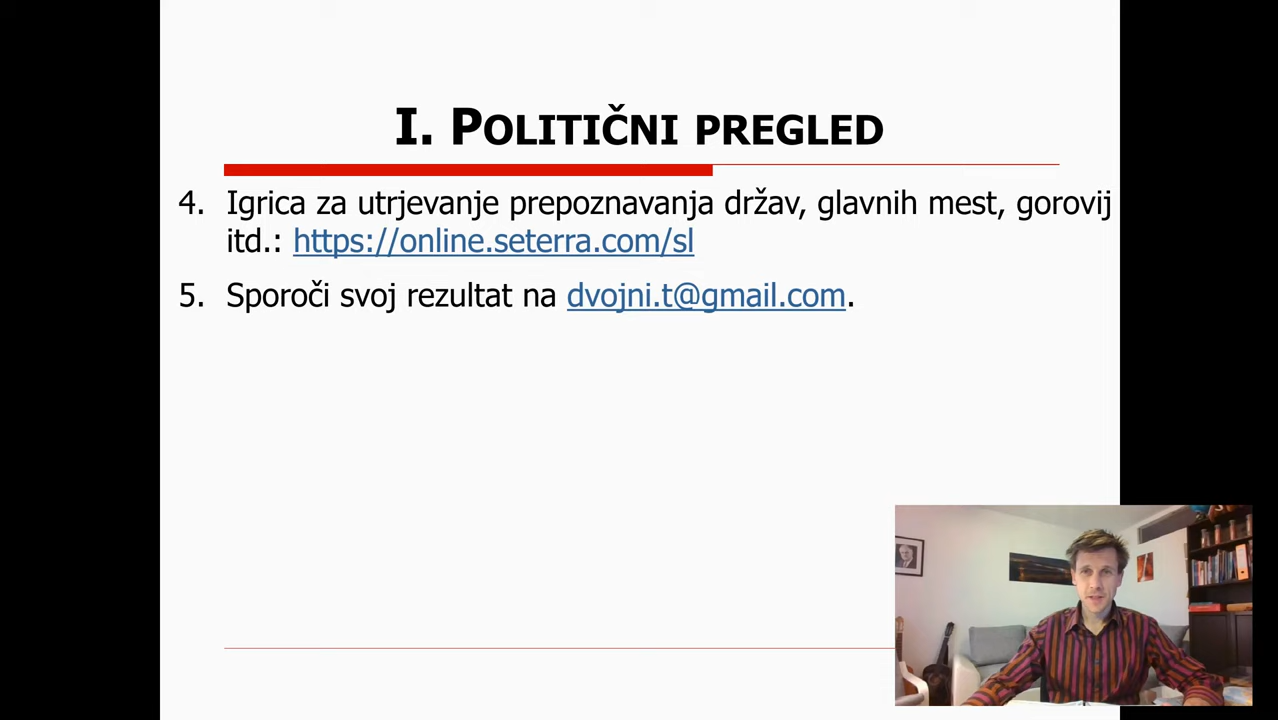 I. POLITIČNI PREGLED
4. Igrica za utrjevanje prepoznavanja držav, glavnih mest, gorovij
itd.: https://online.seterra.com/sl
5. Sporoči svoj rezultat na dvojni.t@gmail.com.